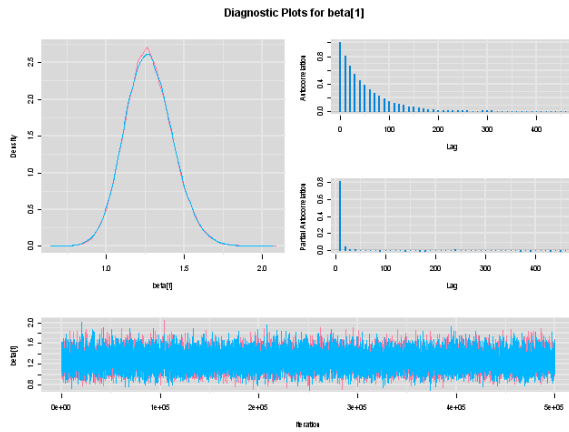 Diagnostic Plots for beta[1]
Density
0.0 0.5 1.0 1.5 2.0 2.5
1.0 1.5 2.0
beta[1]
Autocorrelation
0.0 0.4 0.8
0 100 200 300 400
Lag
Partial Autocorrelation
0.0 0.2 0.4 0.6 0.8
0 100 200 300 400
Lag
beta[1]
0.8 1.2 1.6 2.0
0e+00 1e+05 2e+05 3e+05 4e+05 5e+05
Iteration